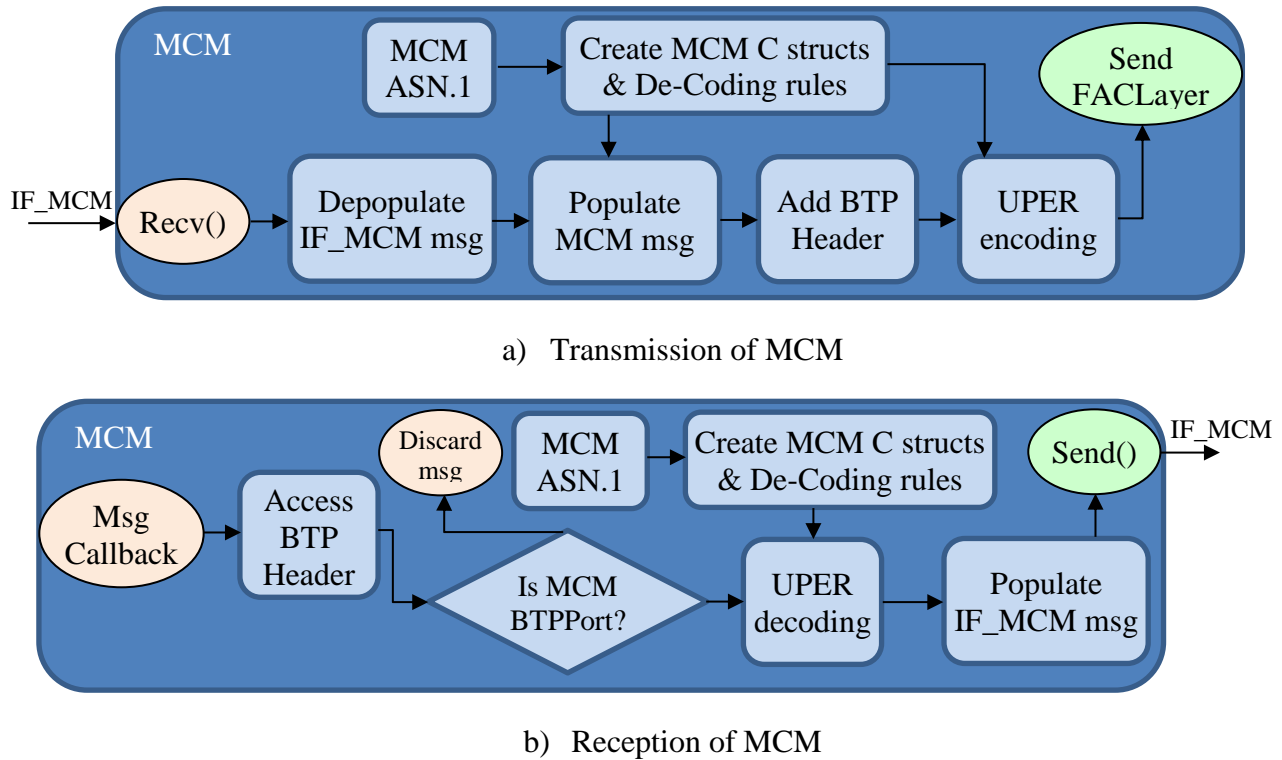 MCM
MCM
ASN.1
Create MCM C structs
& De-Coding rules
Send
FACLayer
IF_MCM
Recv()
Depopulate
IF_MCM msg
Populate
MCM msg
Add BTP
Header
UPER
encoding
a) Transmission of MCM
MCM
Discard
msg
MCM
ASN.1
Create MCM C structs
& De-Coding rules
Send()
IF_MCM
Msg
Callback
Access
BTP
Header
Is MCM
BTPPort?
UPER
decoding
Populate
IF_MCM msg
b) Reception of MCM